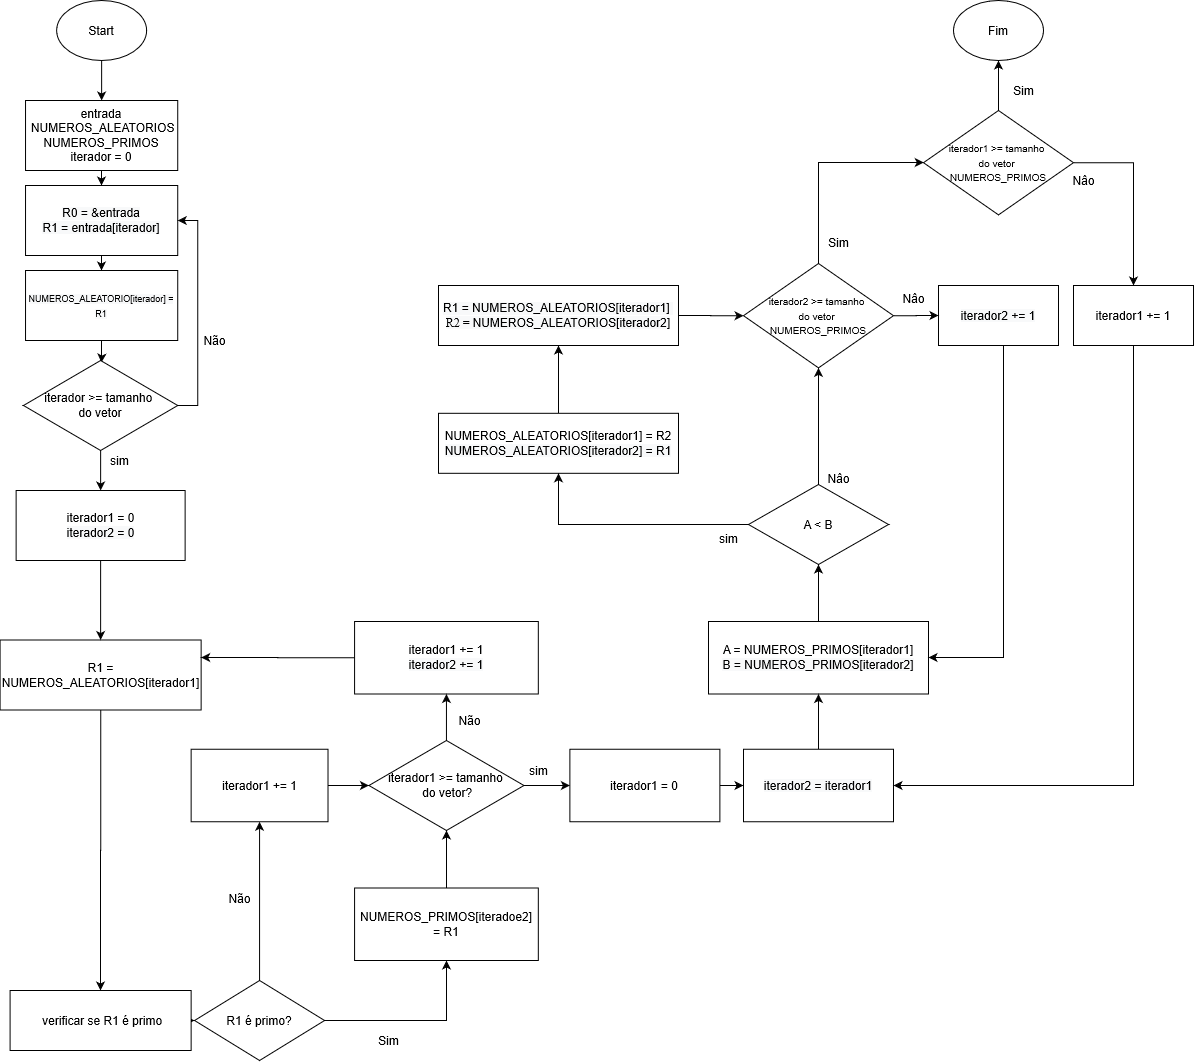 Start
entrada
NUMEROS_ALEATORIOS
NUMEROS_PRIMOS
iterador = 0
R0 = &entrada
R1 = entrada[iterador]
NUMEROS_ALEATORIO[iterador] =
R1
Não
iterador >= tamanho
do vetor
sim
iterador1 = 0
iterador2 = 0
R1 =
NUMEROS_ALEATORIOS[iterador1]
verificar se R1 é primo
R1 é primo?
Não
Sim
iterador1 += 1
NUMEROS_PRIMOS[iteradoe2]
= R1
iterador1 >= tamanho
do vetor?
Não
sim
iterador1 += 1
iterador2 += 1
iterador1 = 0
iterador2 = iterador1
A = NUMEROS_PRIMOS[iterador1]
B = NUMEROS_PRIMOS[iterador2]
A < B
sim
Nâo
NUMEROS_ALEATORIOS[iterador1] = R2
NUMEROS_ALEATORIOS[iterador2] = R1
R1 = NUMEROS_ALEATORIOS[iterador1]
R2 = NUMEROS_ALEATORIOS[iterador2]
iterador2 >= tamanho
do vetor
NUMEROS_PRIMOS
Nâo
Sim
iterador2 += 1
iterador1 >= tamanho
do vetor
NUMEROS_PRIMOS
Nâo
Sim
iterador1 += 1
Fim